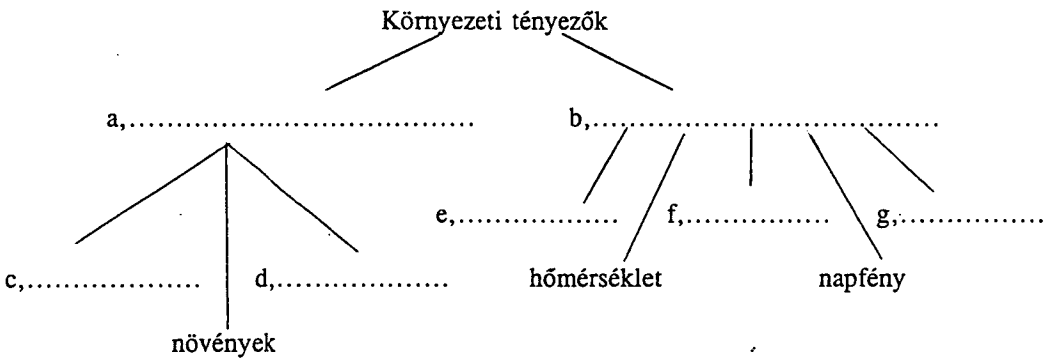 Környezeti tényezők
a,....................................... b,.......................................
e,.................. f,................ g,................
c,................... d,................... hőmérséklet napfény
növények